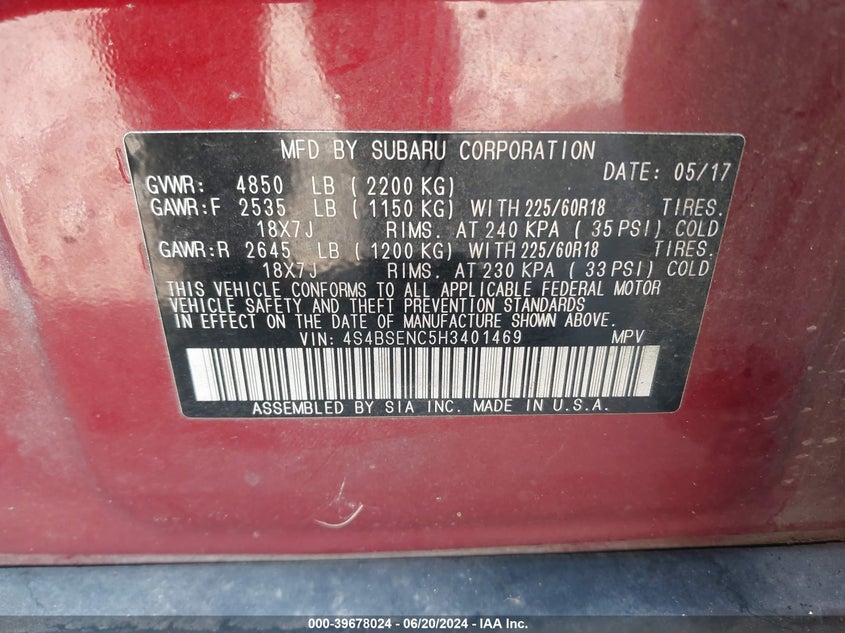 MFD BY SUBARU CORPORATION
DATE: 05/17
GVWR: 4850 LB (2200 KG)
GAWR:F 2535 LB (1150 KG) WITH 225/60R18 TIRES.
18X7J RIMS. AT 240 KPA (35 PSI) COLD
GAWR:R 2645 LB (1200 KG) WITH 225/60R18 TIRES.
18X7J RIMS. AT 230 KPA (33 PSI) COLD
THIS VEHICLE CONFORMS TO ALL APPLICABLE FEDERAL MOTOR
VEHICLE SAFETY AND THEFT PREVENTION STANDARDS
IN EFFECT ON THE DATE OF MANUFACTURE SHOWN ABOVE.
VIN: 4S4BSENC5H3401469 MPV
ASSEMBLED BY SIA INC. MADE IN U.S.A.
000-39678024 - 06/20/2024 - IAA Inc.